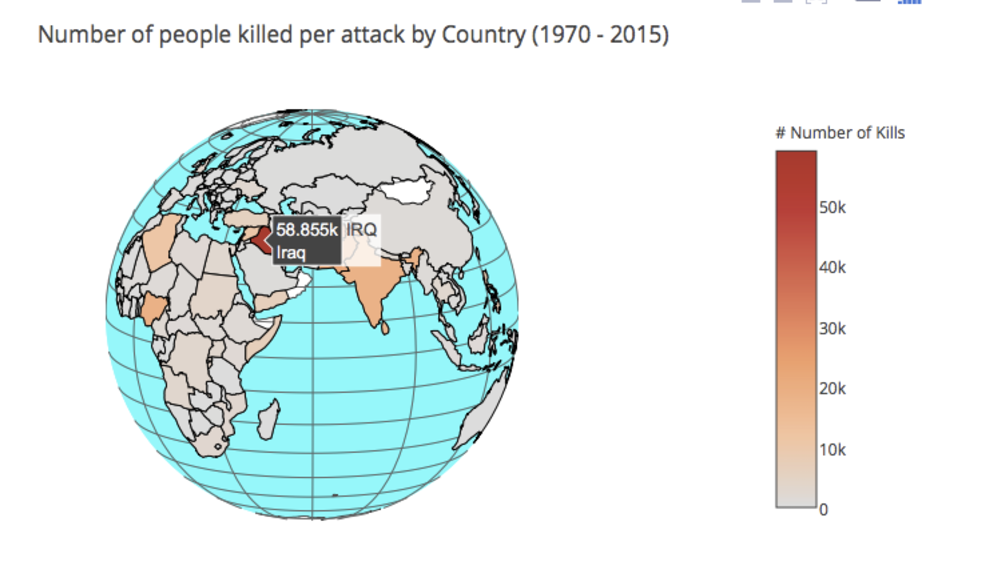 Number of people killed per attack by Country (1970 - 2015)
# Number of Kills
58.855k IRQ
Iraq
50k
40k
30k
20k
10k
0